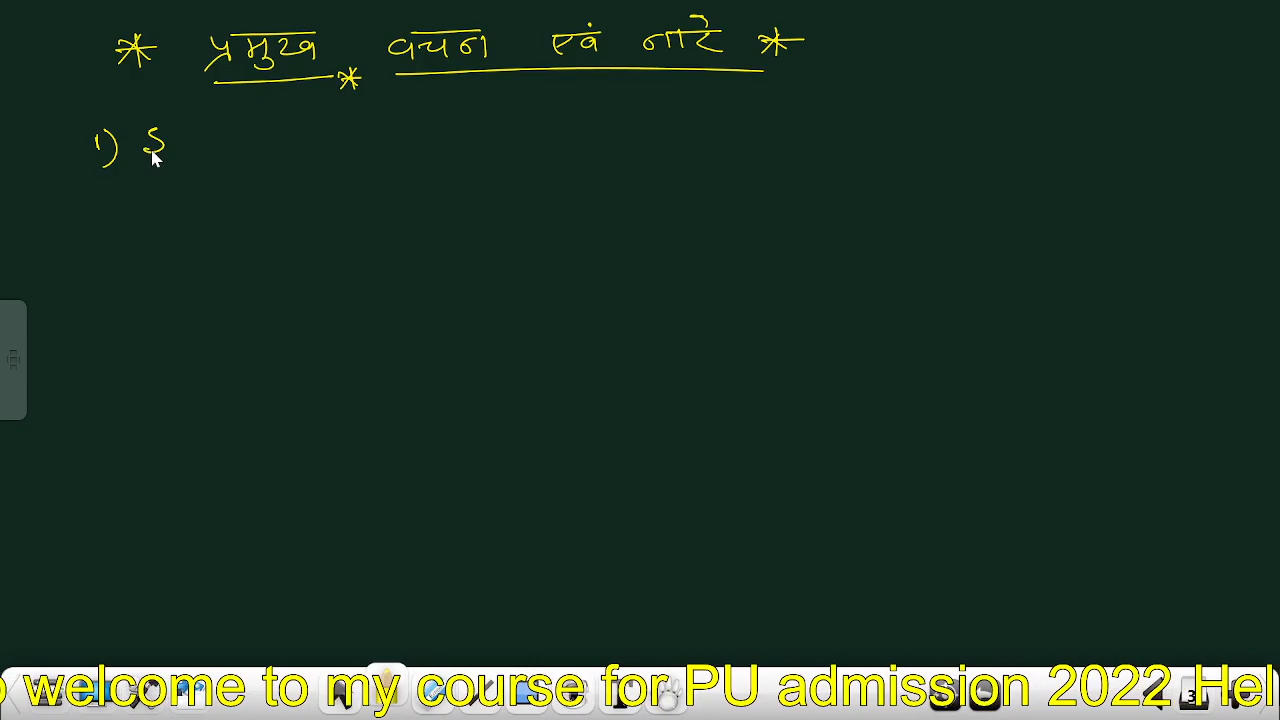 * प्रमुख * वचन एवं नारे *
1) S
welcome to my course for PU admission 2022 Hel